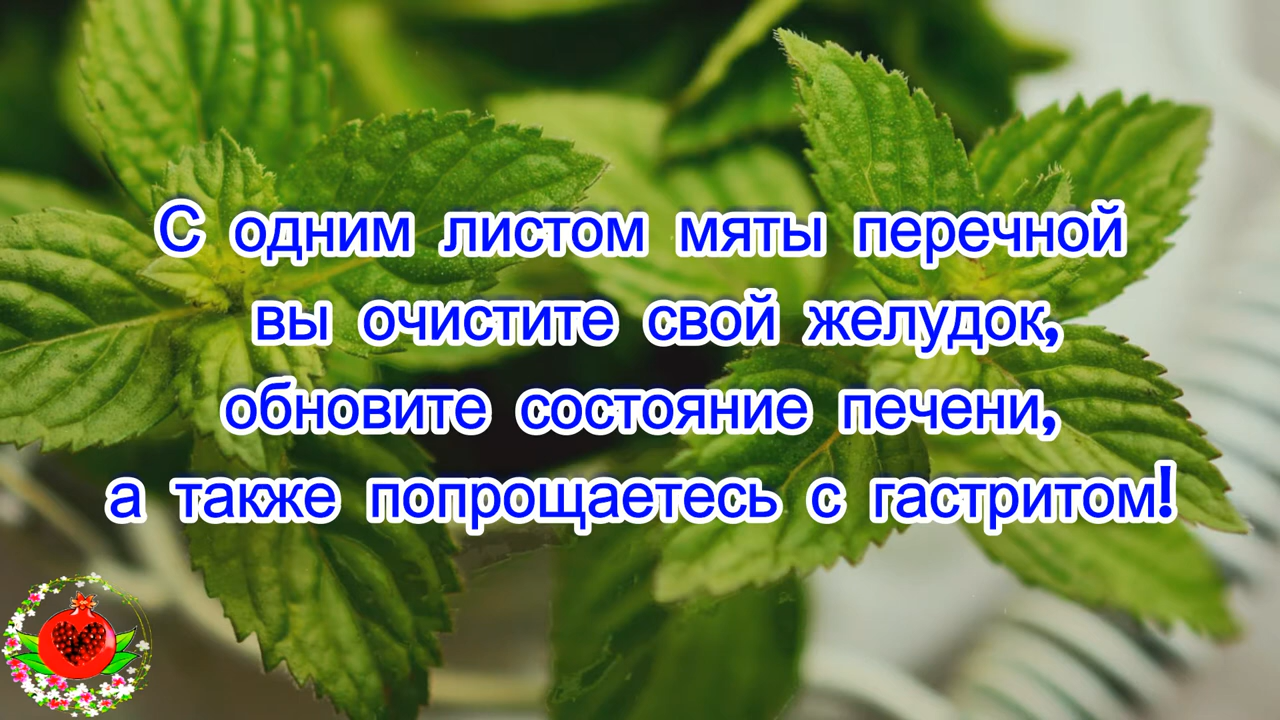 С одним листом мяты перечной
вы очистите свой желудок,
обновите состояние печени,
а также попрощаетесь с гастритом!